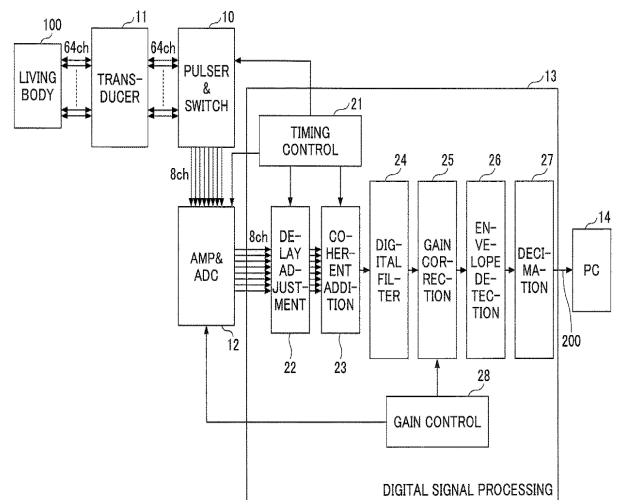 100
11
10
64ch
64ch
LIVING
BODY
TRANS-
DUCER
PULSER
&
SWITCH
13
21
TIMING
CONTROL
8ch
24
25
26
27
14
AMP&
ADC
8ch
DE-
LAY
AD-
JUST-
MENT
CO-
HER-
ENT
ADDI-
TION
DIG-
ITAL
FIL-
TER
GAIN
COR-
REC-
TION
EN-
VE-
LOPE
DE-
TEC-
TION
DECI-
MA-
TION
PC
200
12
22
23
28
GAIN CONTROL
DIGITAL SIGNAL PROCESSING